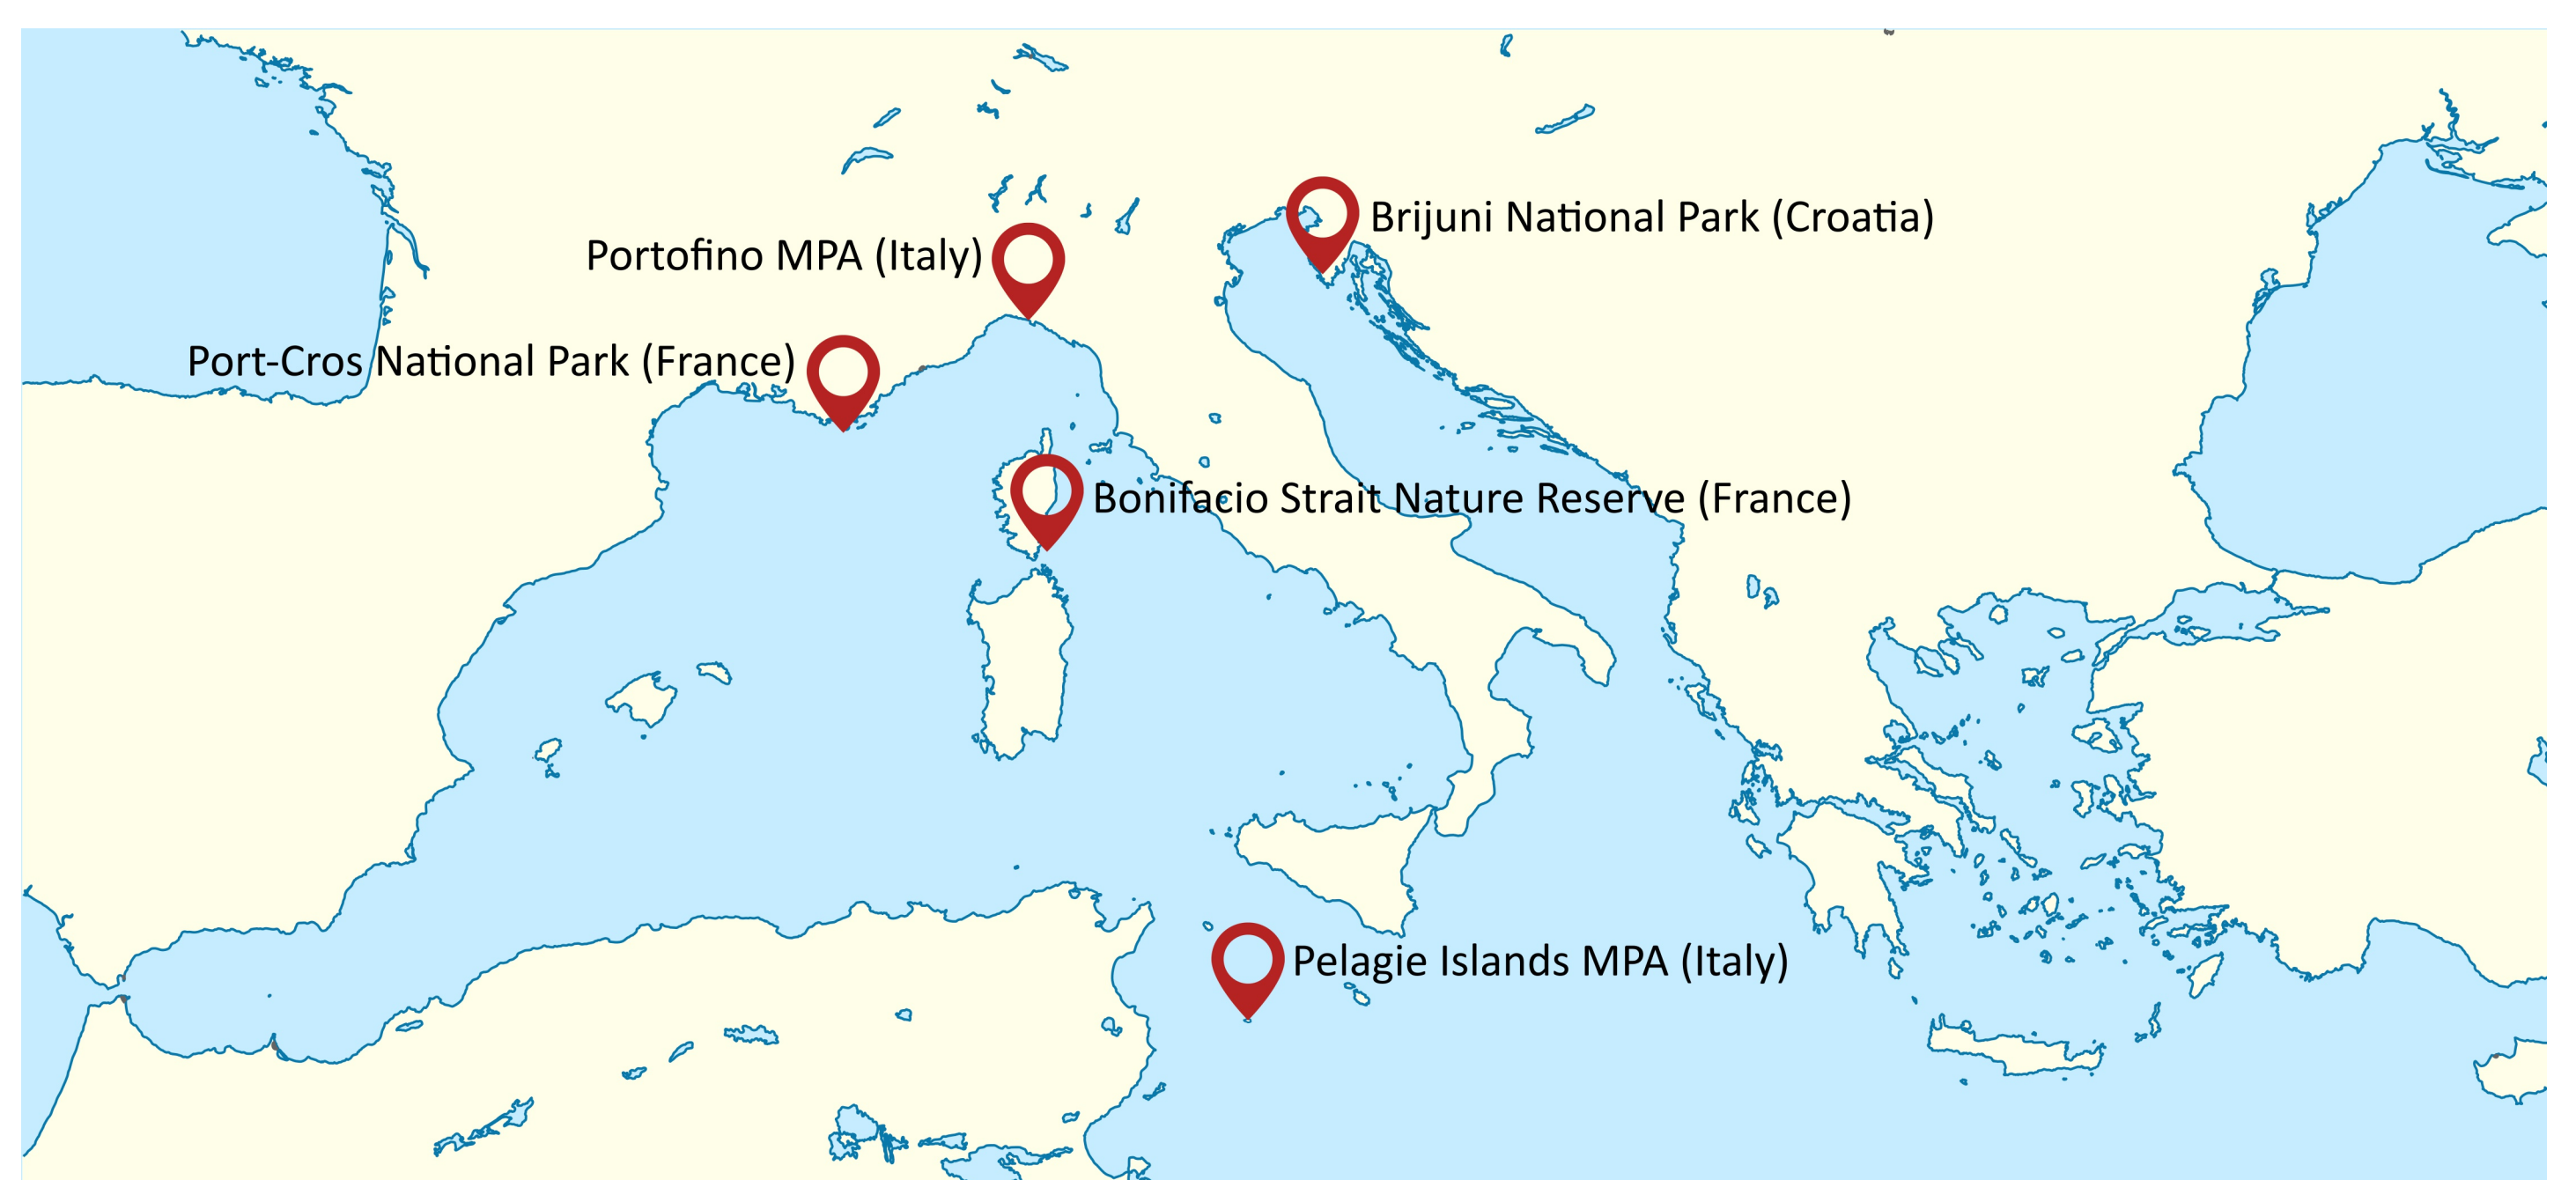 Brijuni National Park (Croatia)
Portofino MPA (Italy)
Port-Cros National Park (France)
Bonifacio Strait Nature Reserve (France)
Pelagie Islands MPA (Italy)